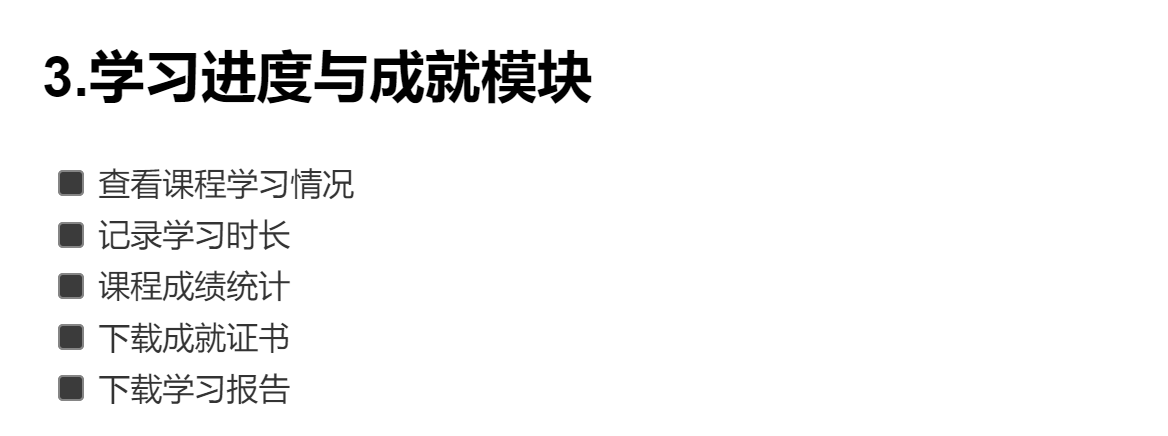 3.学习进度与成就模块
查看课程学习情况
记录学习时长
课程成绩统计
下载成就证书
下载学习报告